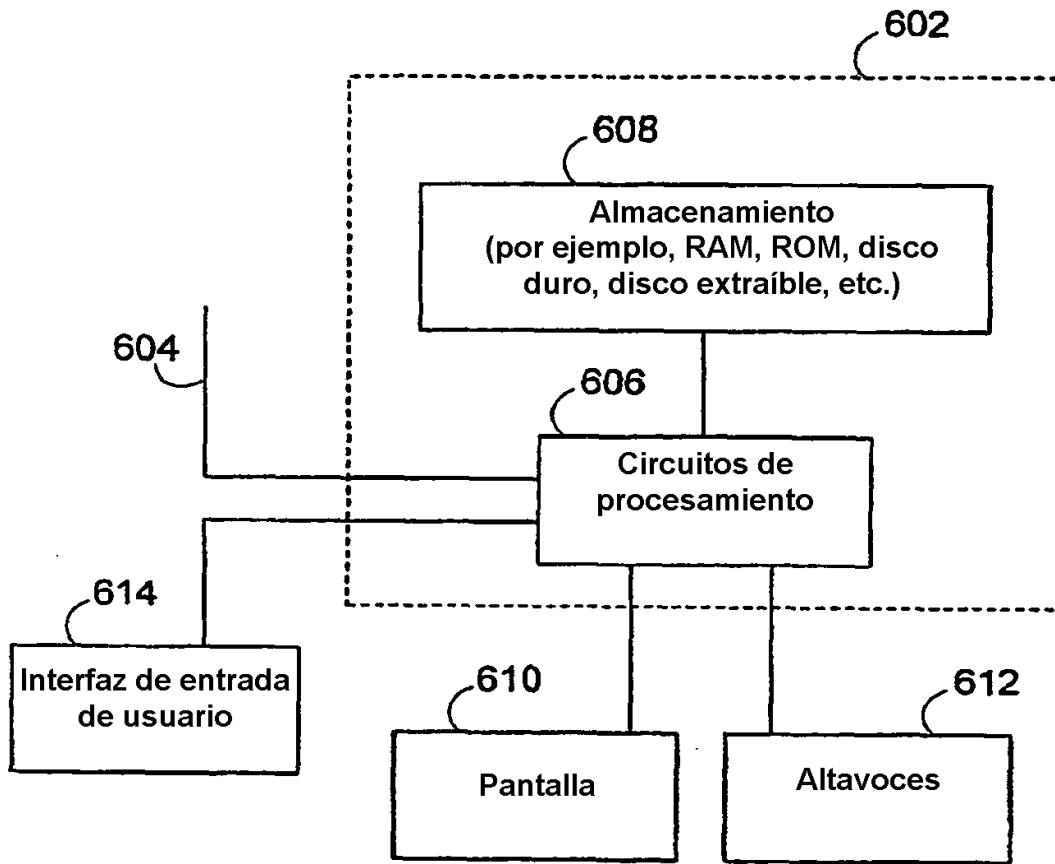 602
608
Almacenamiento
(por ejemplo, RAM, ROM, disco
duro, disco extraíble, etc.)
604
606
Circuitos de
procesamiento
614
Interfaz de entrada
de usuario
610
Pantalla
612
Altavoces